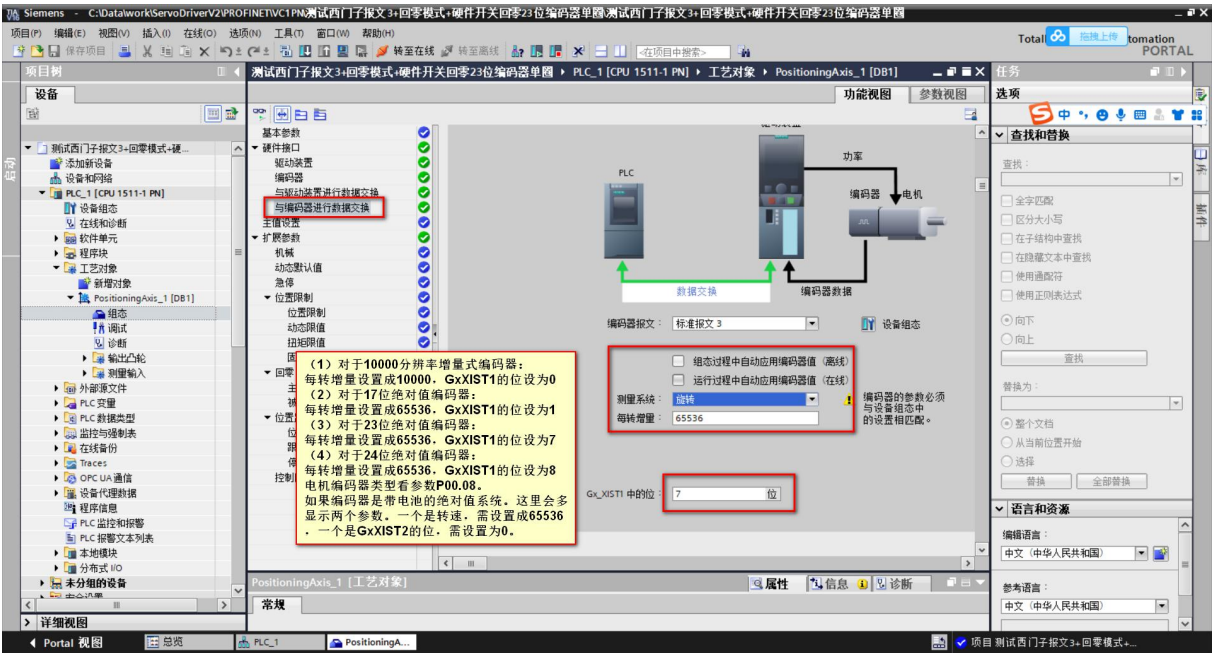 Siemens - C:\Data\work\ServoDriverV2\PROFINET\VC1PN\测试西门子报文3+回零模式+硬件开关回零23位编码器单圈\测试西门子报文3+回零模式+硬件开关回零23位编码器单圈
项目(P) 编辑(E) 视图(V) 插入(I) 在线(O) 选项(N) 工具(T) 窗口(W) 帮助(H)
拖拽上传
Totall
tomation
PORTAL
保存项目
转至在线
转至离线
<在项目中搜索>
项目树
测试西门子报文3+回零模式+硬件开关回零23位编码器单圈 ▸ PLC_1 [CPU 1511-1 PN] ▸ 工艺对象 ▸ PositioningAxis_1 [DB1]
任务
设备
功能视图
参数视图
选项
启动
测试西门子报文3+回零模式+硬...
添加新设备
设备和网络
PLC_1 [CPU 1511-1 PN]
设备组态
在线和诊断
软件单元
程序块
工艺对象
新增对象
PositioningAxis_1 [DB1]
组态
调试
诊断
输出凸轮
测量输入
外部源文件
PLC 变量
PLC 数据类型
监控与强制表
在线备份
Traces
OPC UA 通信
设备代理数据
程序信息
PLC 监控和报警
PLC 报警文本列表
本地模块
分布式 I/O
未分组的设备
详细视图
基本参数
硬件接口
驱动装置
编码器
与驱动装置进行数据交换
与编码器进行数据交换
主值设置
扩展参数
机械
动态默认值
急停
位置限制
位置限制
动态限值
扭矩限值
PLC
功率
编码器
电机
数据交换
编码器数据
编码器报文：
标准报文 3
设备组态
组态过程中自动应用编码器值（离线）
运行过程中自动应用编码器值（在线）
测量系统：
旋转
每转增量：
65536
编码器的参数必须
与设备组态中
的设置相匹配。
Gx_XIST1 中的位：
7
位
（1）对于10000分辨率增量式编码器：
每转增量设置成10000，GxXIST1的位设为0
（2）对于17位绝对值编码器：
每转增量设置成65536，GxXIST1的位设为1
（3）对于23位绝对值编码器：
每转增量设置成65536，GxXIST1的位设为7
（4）对于24位绝对值编码器：
每转增量设置成65536，GxXIST1的位设为8
电机编码器类型看参数P00.08。
如果编码器是带电池的绝对值系统。这里会多
显示两个参数。一个是转速，需设置成65536
，一个是GxXIST2的位，需设置为0。
PositioningAxis_1 [工艺对象]
属性
信息
诊断
常规
中
查找和替换
查找：
全字匹配
区分大小写
在子结构中查找
在隐藏文本中查找
使用通配符
使用正则表达式
向下
向上
查找
替换为：
整个文档
从当前位置开始
选择
替换
全部替换
语言和资源
编辑语言：
中文（中华人民共和国）
参考语言：
中文（中华人民共和国）
Portal 视图
总览
PLC_1
PositioningA...
项目 测试西门子报文3+回零模式+...